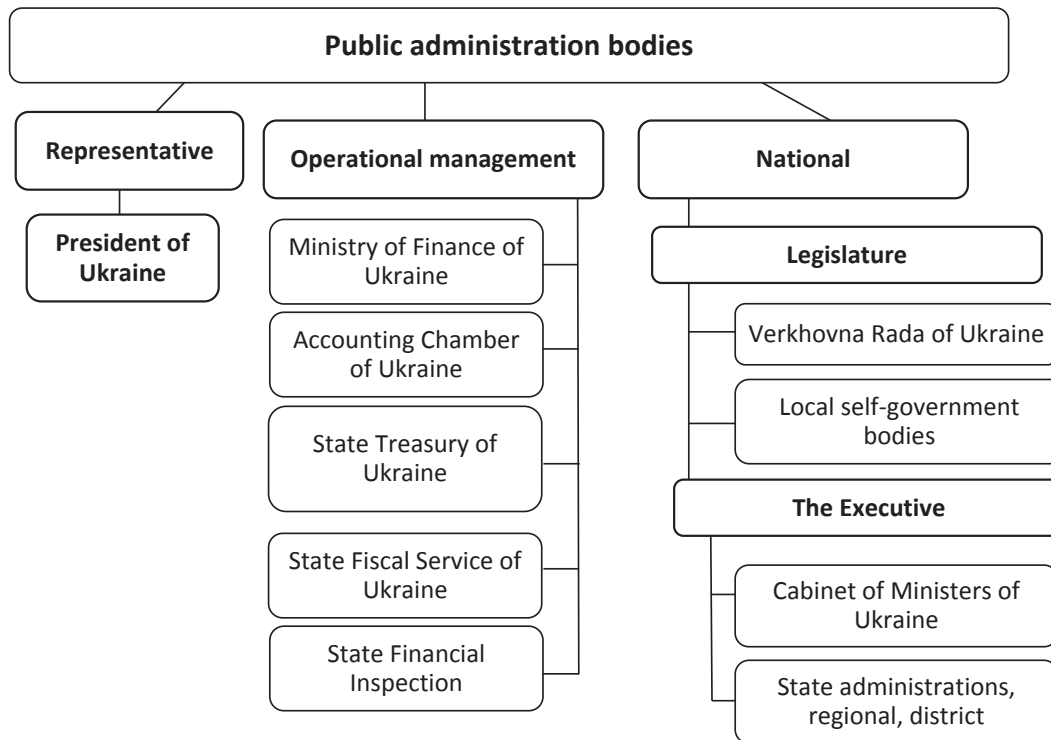 Public administration bodies
Representative
President of
Ukraine
Operational management
Ministry of Finance of
Ukraine
Accounting Chamber
of Ukraine
State Treasury of
Ukraine
State Fiscal Service of
Ukraine
State Financial
Inspection
National
Legislature
Verkhovna Rada of Ukraine
Local self-government
bodies
The Executive
Cabinet of Ministers of
Ukraine
State administrations,
regional, district